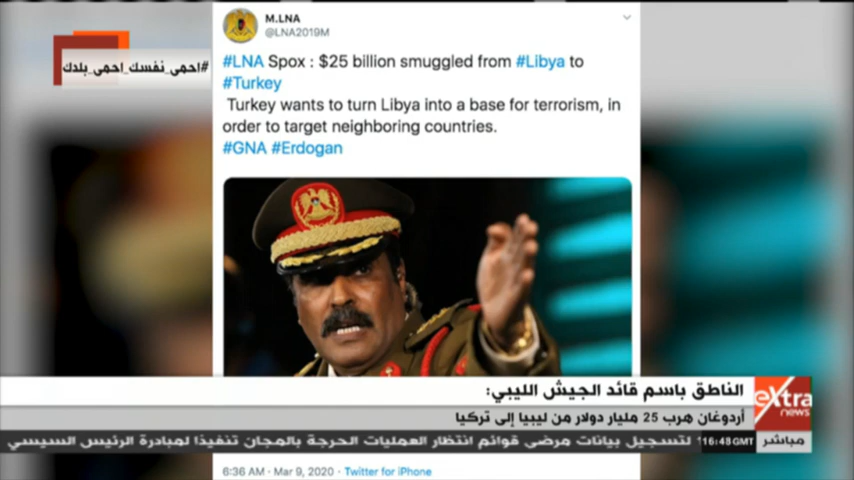 M.LNA
@LNA2019M
#LNA Spox : $25 billion smuggled from #Libya to
#Turkey
Turkey wants to turn Libya into a base for terrorism, in
order to target neighboring countries.
#GNA #Erdogan
#احمى_نفسك_احمى_بلدك
الناطق باسم قائد الجيش الليبي:
أردوغان هرب 25 مليار دولار من ليبيا إلى تركيا
eXtra
news
مباشر
16:48 GMT
لتسجيل بيانات مرضى قوائم انتظار العمليات الحرجة بالمجان تنفيذا لمبادرة الرئيس السيسي
6:36 AM · Mar 9, 2020 · Twitter for iPhone